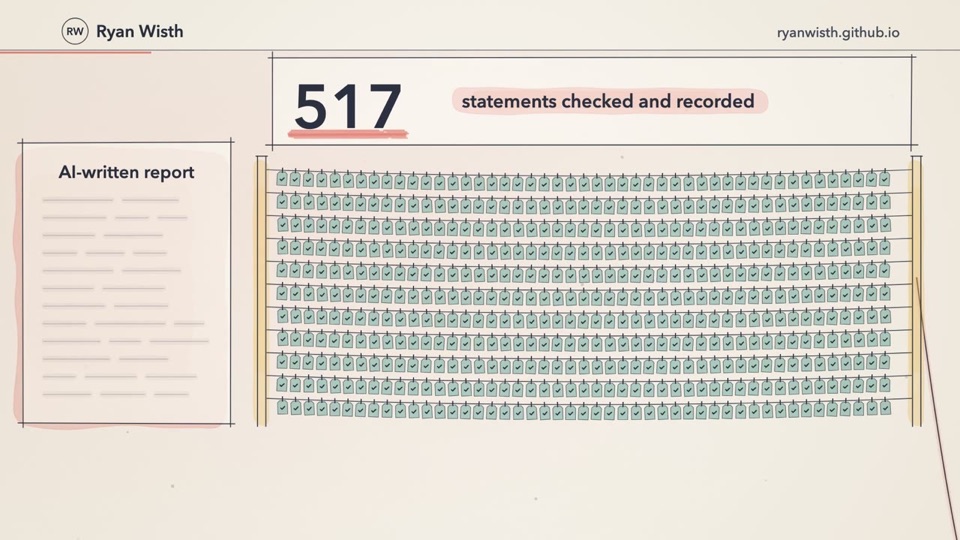 RW Ryan Wisth
ryanwisth.github.io
517
statements checked and recorded
AI-written report